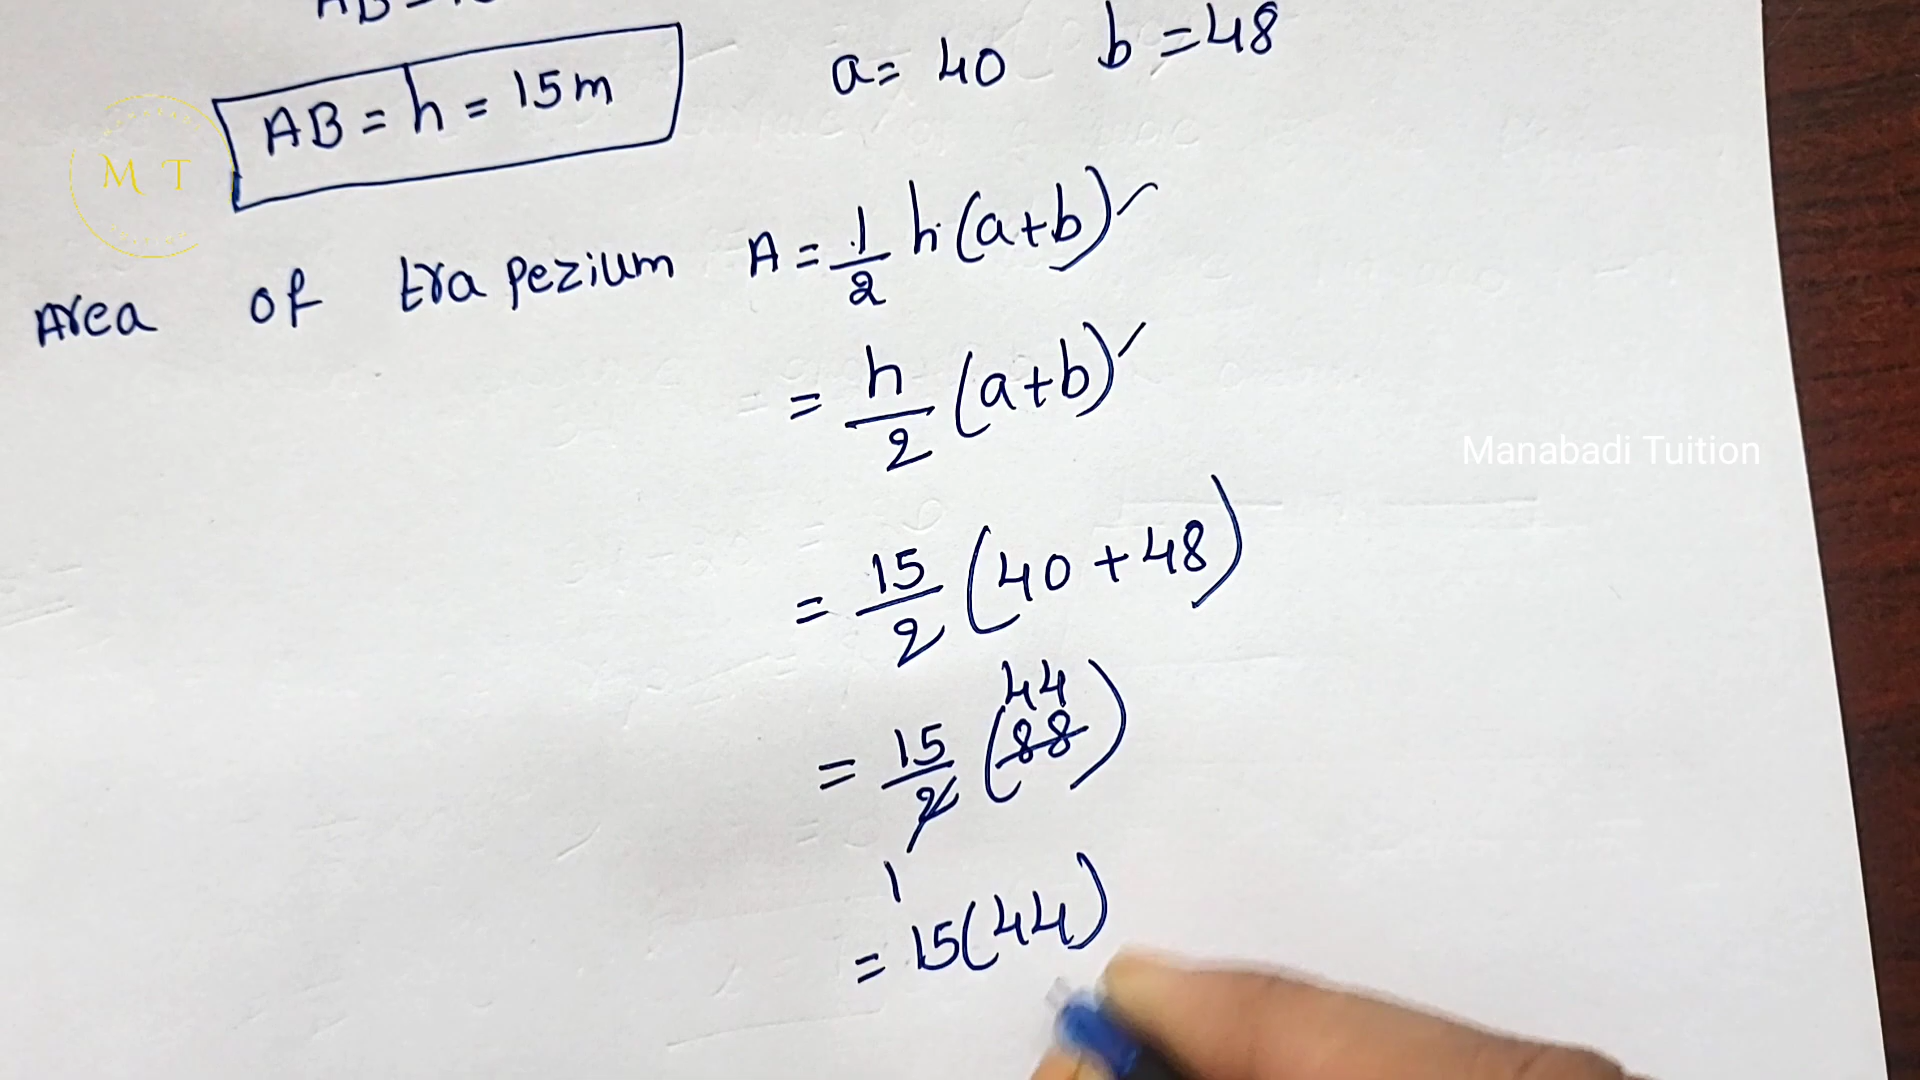 AB = h = 15m
a = 40 b = 48
M T
Area of trapezium A = 1/2 h(a+b)
= h/2 (a+b)
Manabadi Tuition
= 15/2 (40 + 48)
44
= 15/2 (88)
1
= 15(44)